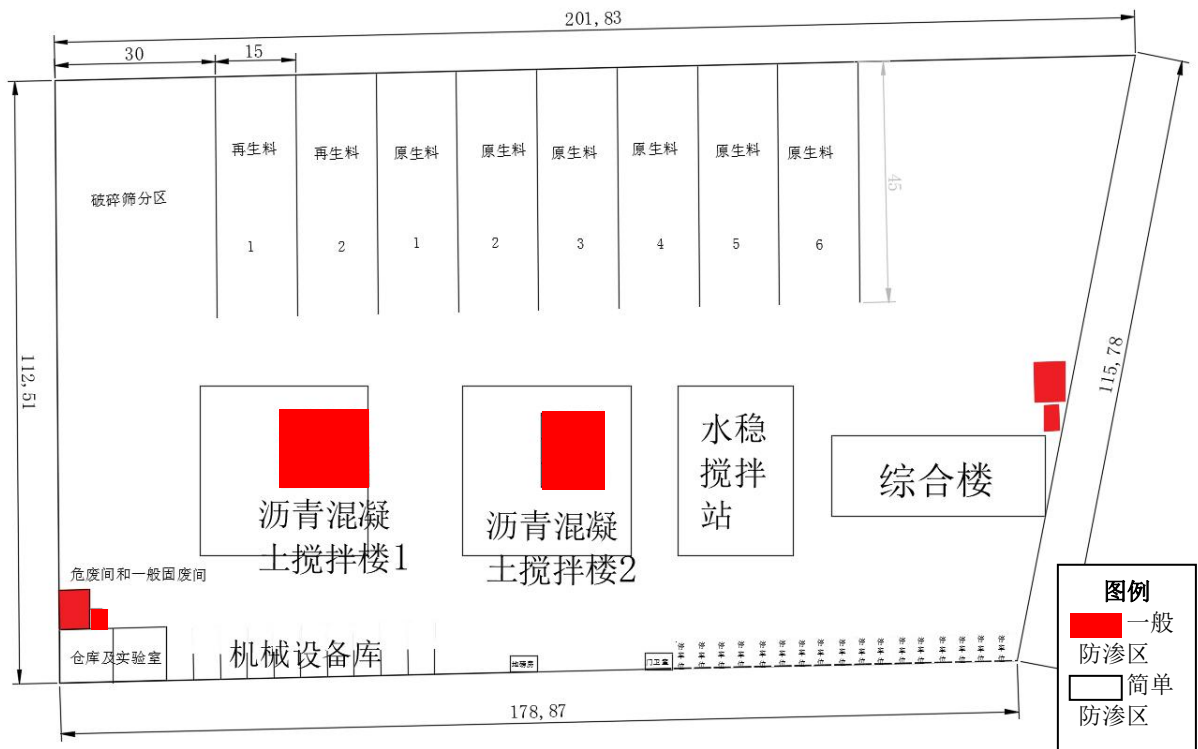 201,83
30
15
再生料
再生料
原生料
原生料
原生料
原生料
原生料
原生料
45
破碎筛分区
1
2
1
2
3
4
5
6
112,51
115,78
水稳
搅拌
站
综合楼
沥青混凝
土搅拌楼1
沥青混凝
土搅拌楼2
危废间和一般固废间
仓库及实验室
机械设备库
门卫室
178,87
图例
一般
防渗区
简单
防渗区